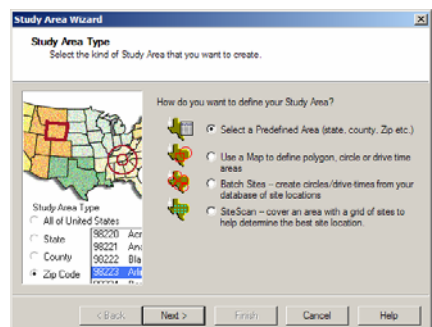 Study Area Wizard
Study Area Type
Select the kind of Study Area that you want to create.
How do you want to define your Study Area?
Select a Predefined Area (state, county, Zip etc.)
Use a Map to define polygon, circle or drive time
areas
Batch Sites – create circles/drive-times from your
database of site locations
SiteScan – cover an area with a grid of sites to
help determine the best site location.
Study Area Type
All of United States
State
County
Zip Code
98220 Acr
98221 Ana
98222 Bla
98223 Arli
< Back
Next >
Finish
Cancel
Help